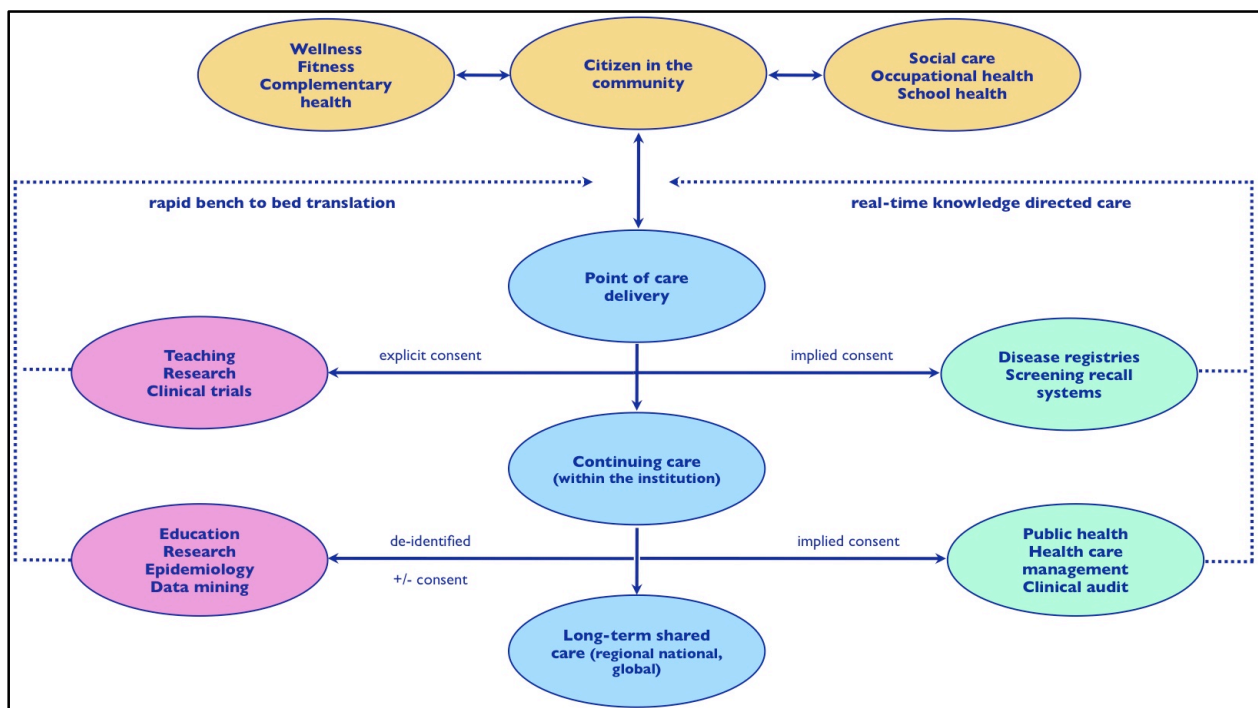 Wellness
Fitness
Complementary
health
Citizen in the
community
Social care
Occupational health
School health
rapid bench to bed translation
real-time knowledge directed care
Point of care
delivery
Teaching
Research
Clinical trials
explicit consent
implied consent
Disease registries
Screening recall
systems
Continuing care
(within the institution)
Education
Research
Epidemiology
Data mining
de-identified
+/- consent
implied consent
Public health
Health care
management
Clinical audit
Long-term shared
care (regional national,
global)